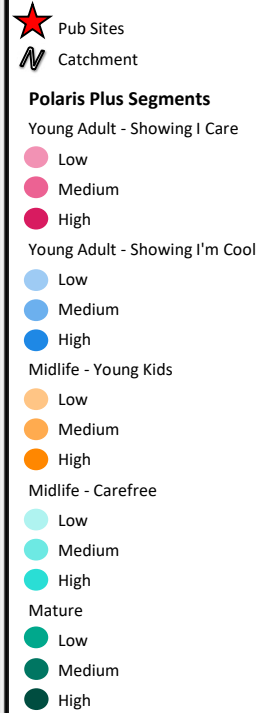 Pub Sites
Catchment
Polaris Plus Segments
Young Adult - Showing I Care
Low
Medium
High
Young Adult - Showing I'm Cool
Low
Medium
High
Midlife - Young Kids
Low
Medium
High
Midlife - Carefree
Low
Medium
High
Mature
Low
Medium
High